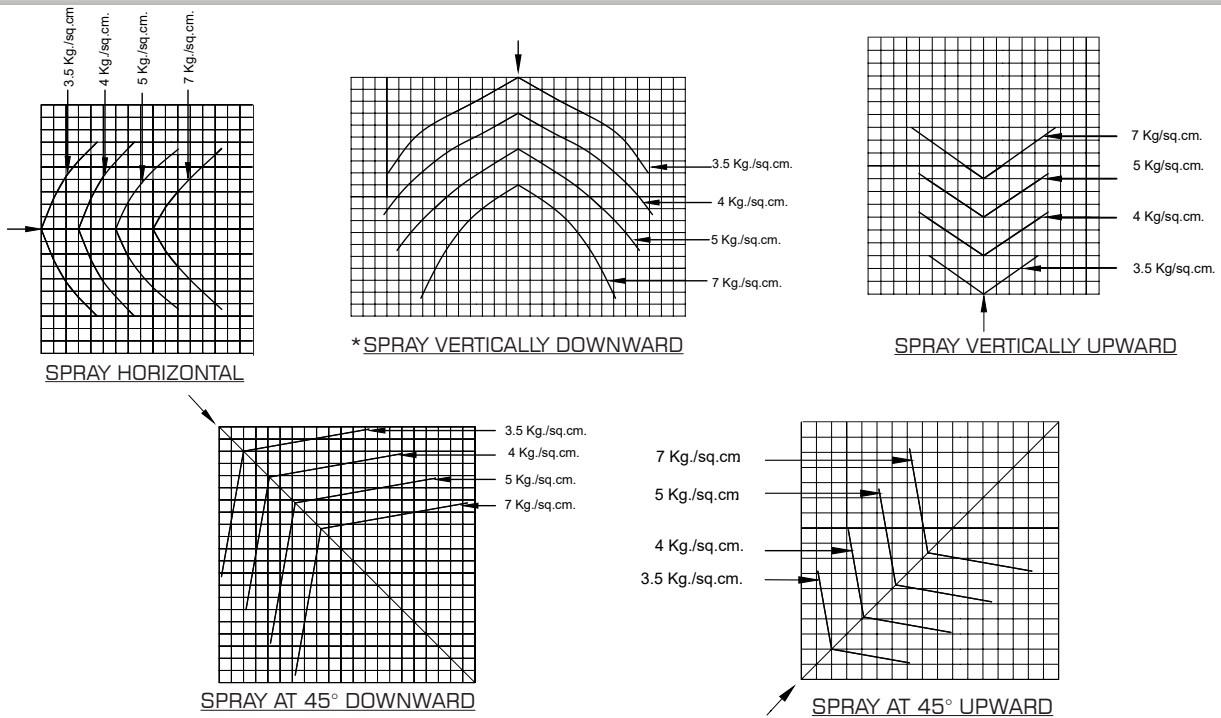 3.5 Kg./sq.cm
4 Kg./sq.cm.
5 Kg./sq.cm.
7 Kg./sq.cm.
SPRAY HORIZONTAL
3.5 Kg./sq.cm.
4 Kg./sq.cm.
5 Kg./sq.cm.
7 Kg./sq.cm.
*SPRAY VERTICALLY DOWNWARD
7 Kg/sq.cm.
5 Kg/sq.cm.
4 Kg/sq.cm.
3.5 Kg/sq.cm.
SPRAY VERTICALLY UPWARD
3.5 Kg./sq.cm.
4 Kg./sq.cm.
5 Kg./sq.cm.
7 Kg./sq.cm.
SPRAY AT 45° DOWNWARD
7 Kg./sq.cm
5 Kg./sq.cm
4 Kg./sq.cm.
3.5 Kg./sq.cm.
SPRAY AT 45° UPWARD